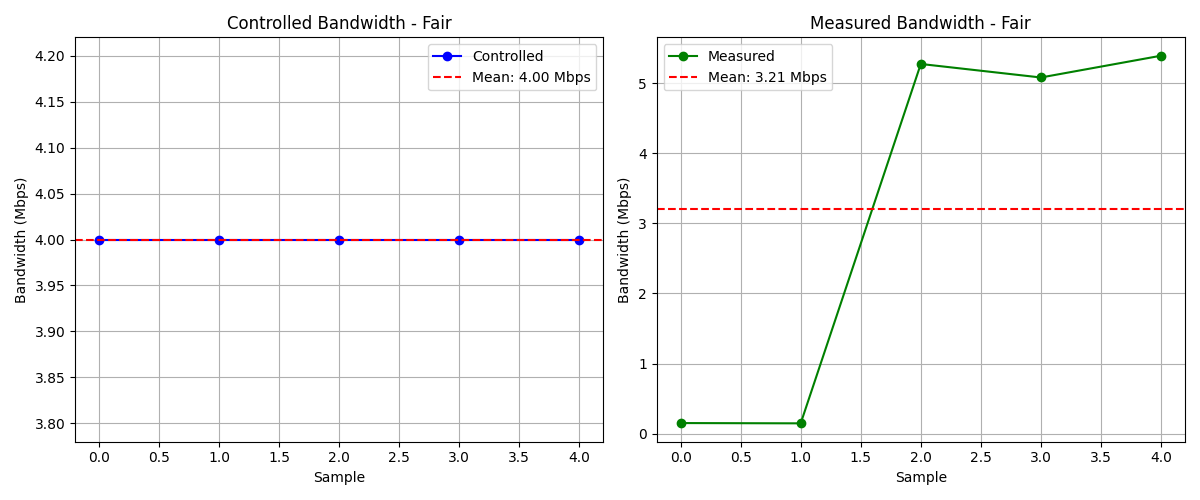 Controlled Bandwidth - Fair
Controlled
Mean: 4.00 Mbps
Bandwidth (Mbps)
4.20
4.15
4.10
4.05
4.00
3.95
3.90
3.85
3.80
0.0 0.5 1.0 1.5 2.0 2.5 3.0 3.5 4.0
Sample
Measured Bandwidth - Fair
Measured
Mean: 3.21 Mbps
Bandwidth (Mbps)
5
4
3
2
1
0
0.0 0.5 1.0 1.5 2.0 2.5 3.0 3.5 4.0
Sample